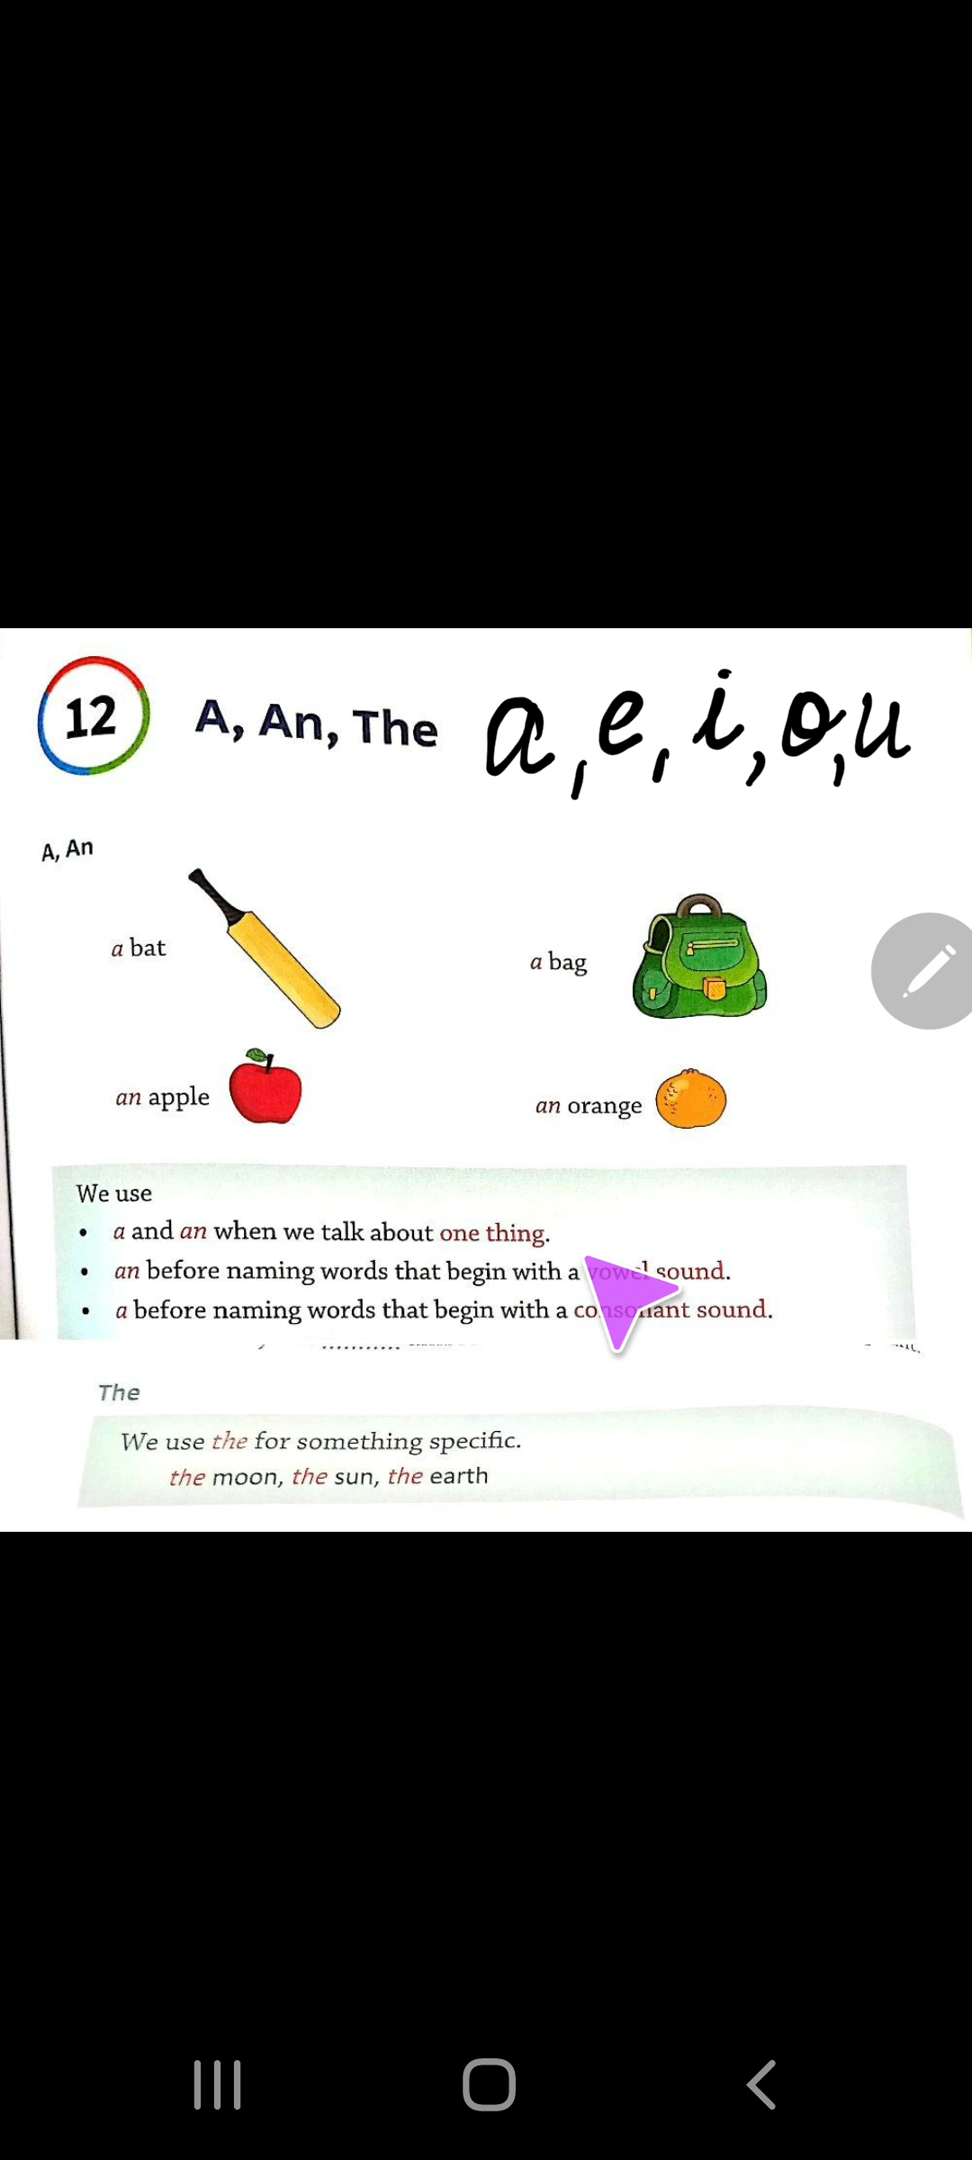 12
A, An, The a, e, i, o, u
A, An
a bat
a bag
an apple
an orange
We use
• a and an when we talk about one thing.
• an before naming words that begin with a vowel sound.
• a before naming words that begin with a consonant sound.
The
We use the for something specific.
the moon, the sun, the earth